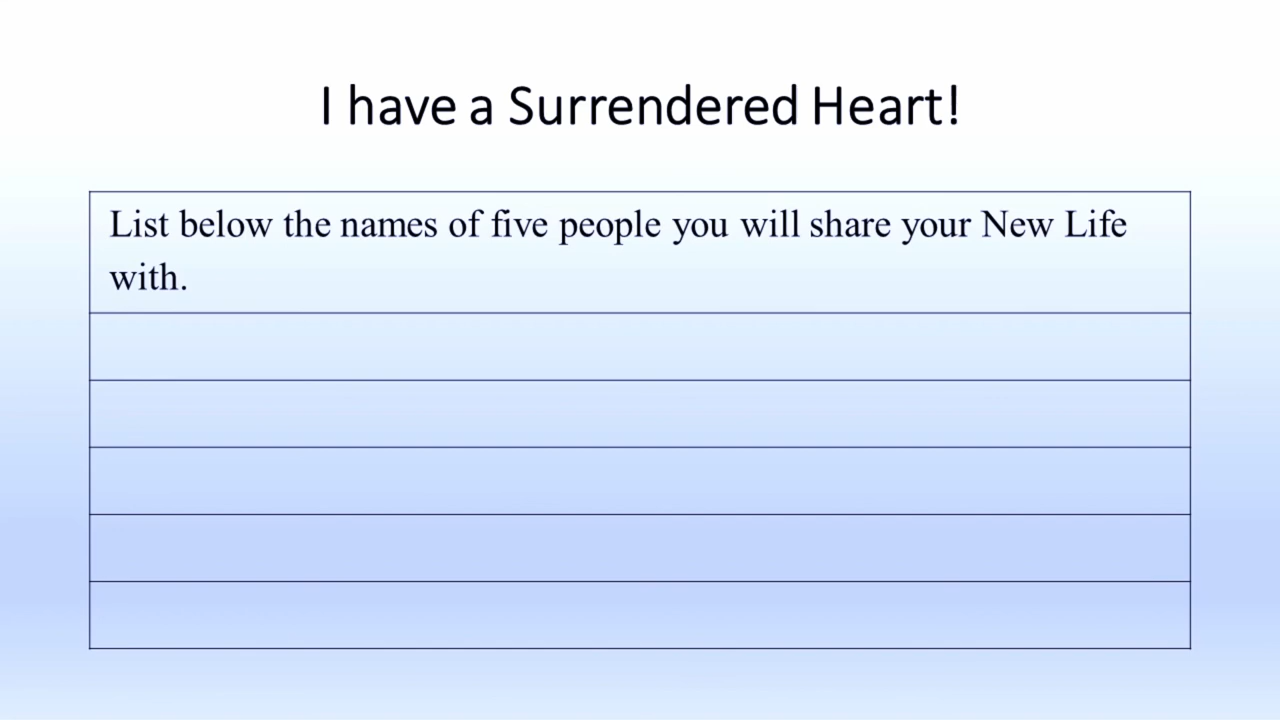 I have a Surrendered Heart!
List below the names of five people you will share your New Life
with.